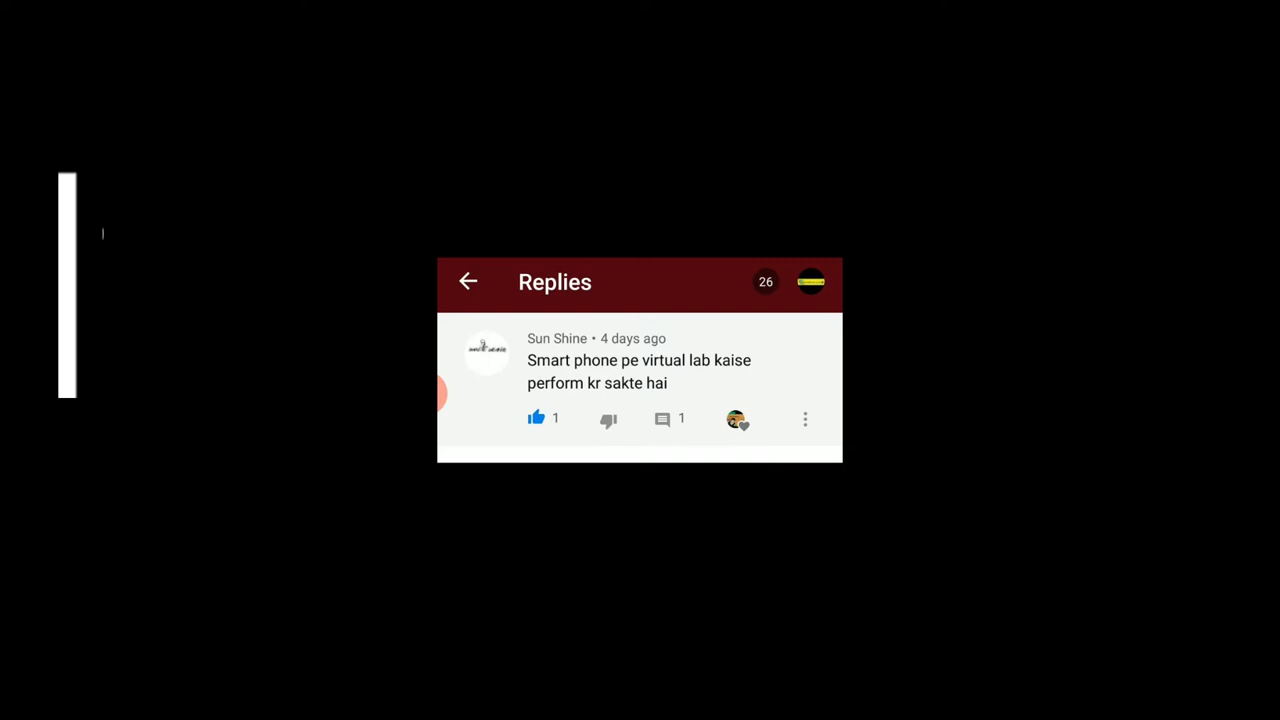 Replies
26
Sun Shine • 4 days ago
Smart phone pe virtual lab kaise
perform kr sakte hai
1
1